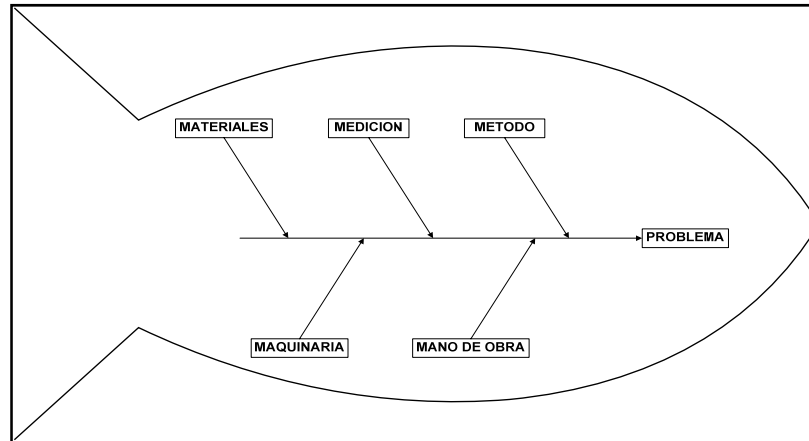 MATERIALES
MEDICION
METODO
PROBLEMA
MAQUINARIA
MANO DE OBRA